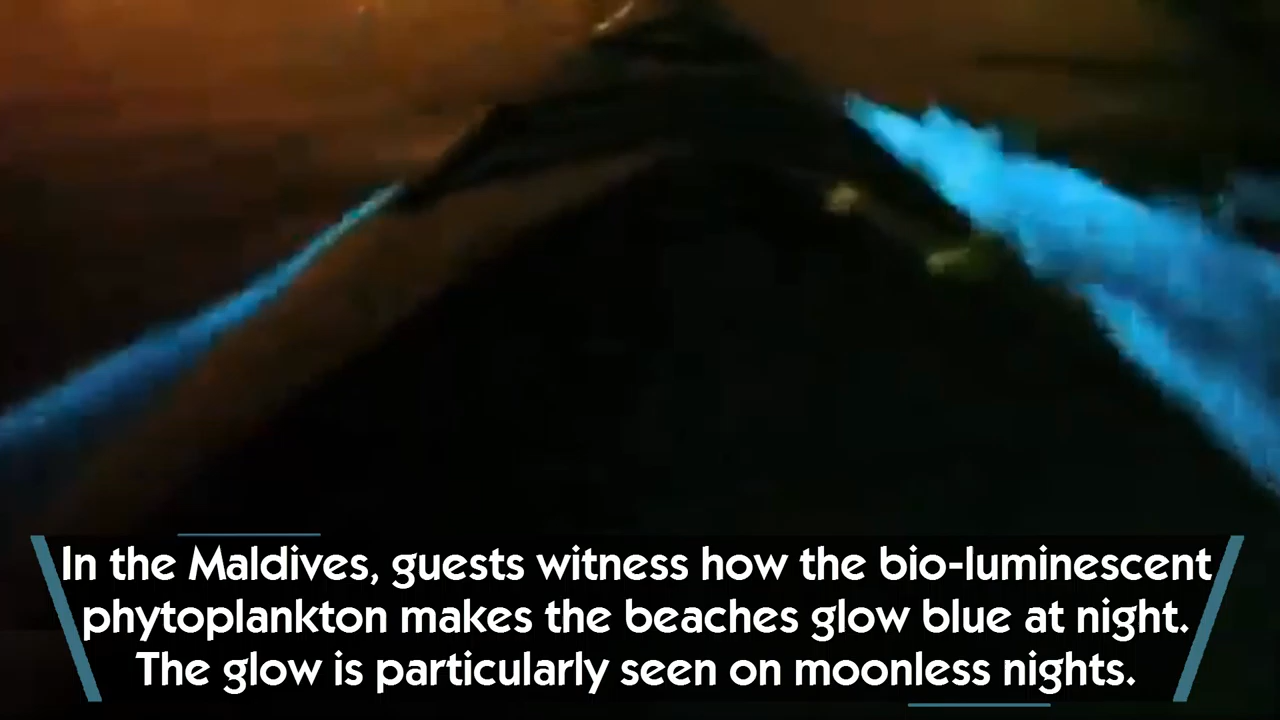 In the Maldives, guests witness how the bio-luminescent
phytoplankton makes the beaches glow blue at night.
The glow is particularly seen on moonless nights.